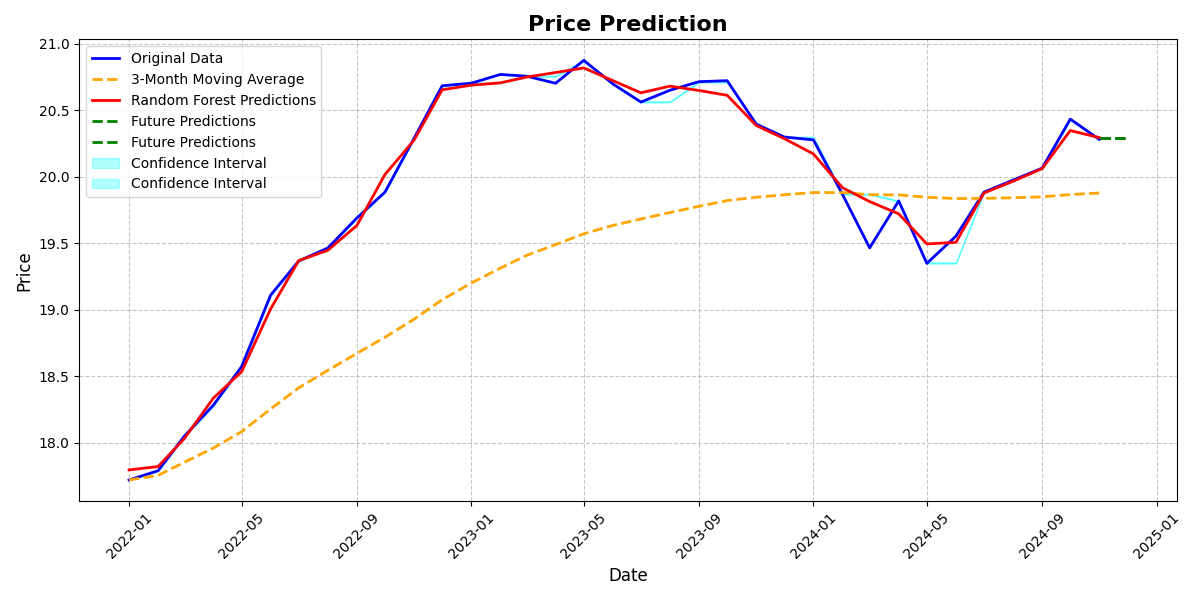 Price Prediction
Original Data
3-Month Moving Average
Random Forest Predictions
Future Predictions
Future Predictions
Confidence Interval
Confidence Interval
21.0
20.5
20.0
19.5
19.0
18.5
18.0
Price
2022-01
2022-05
2022-09
2023-01
2023-05
2023-09
2024-01
2024-05
2024-09
2025-01
Date